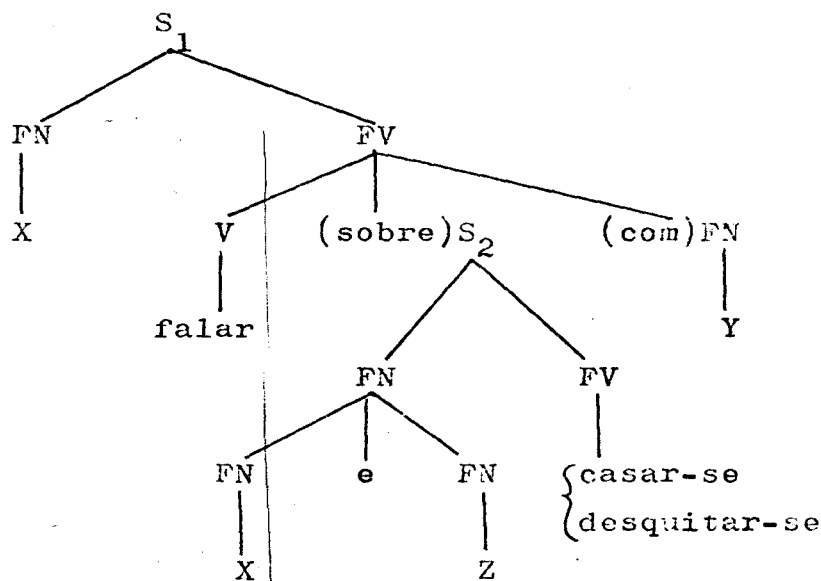 S1
FN FV
X V (sobre)S2 (com)FN
falar Y
FN FV
FN e FN {casar-se
desquitar-se
X Z